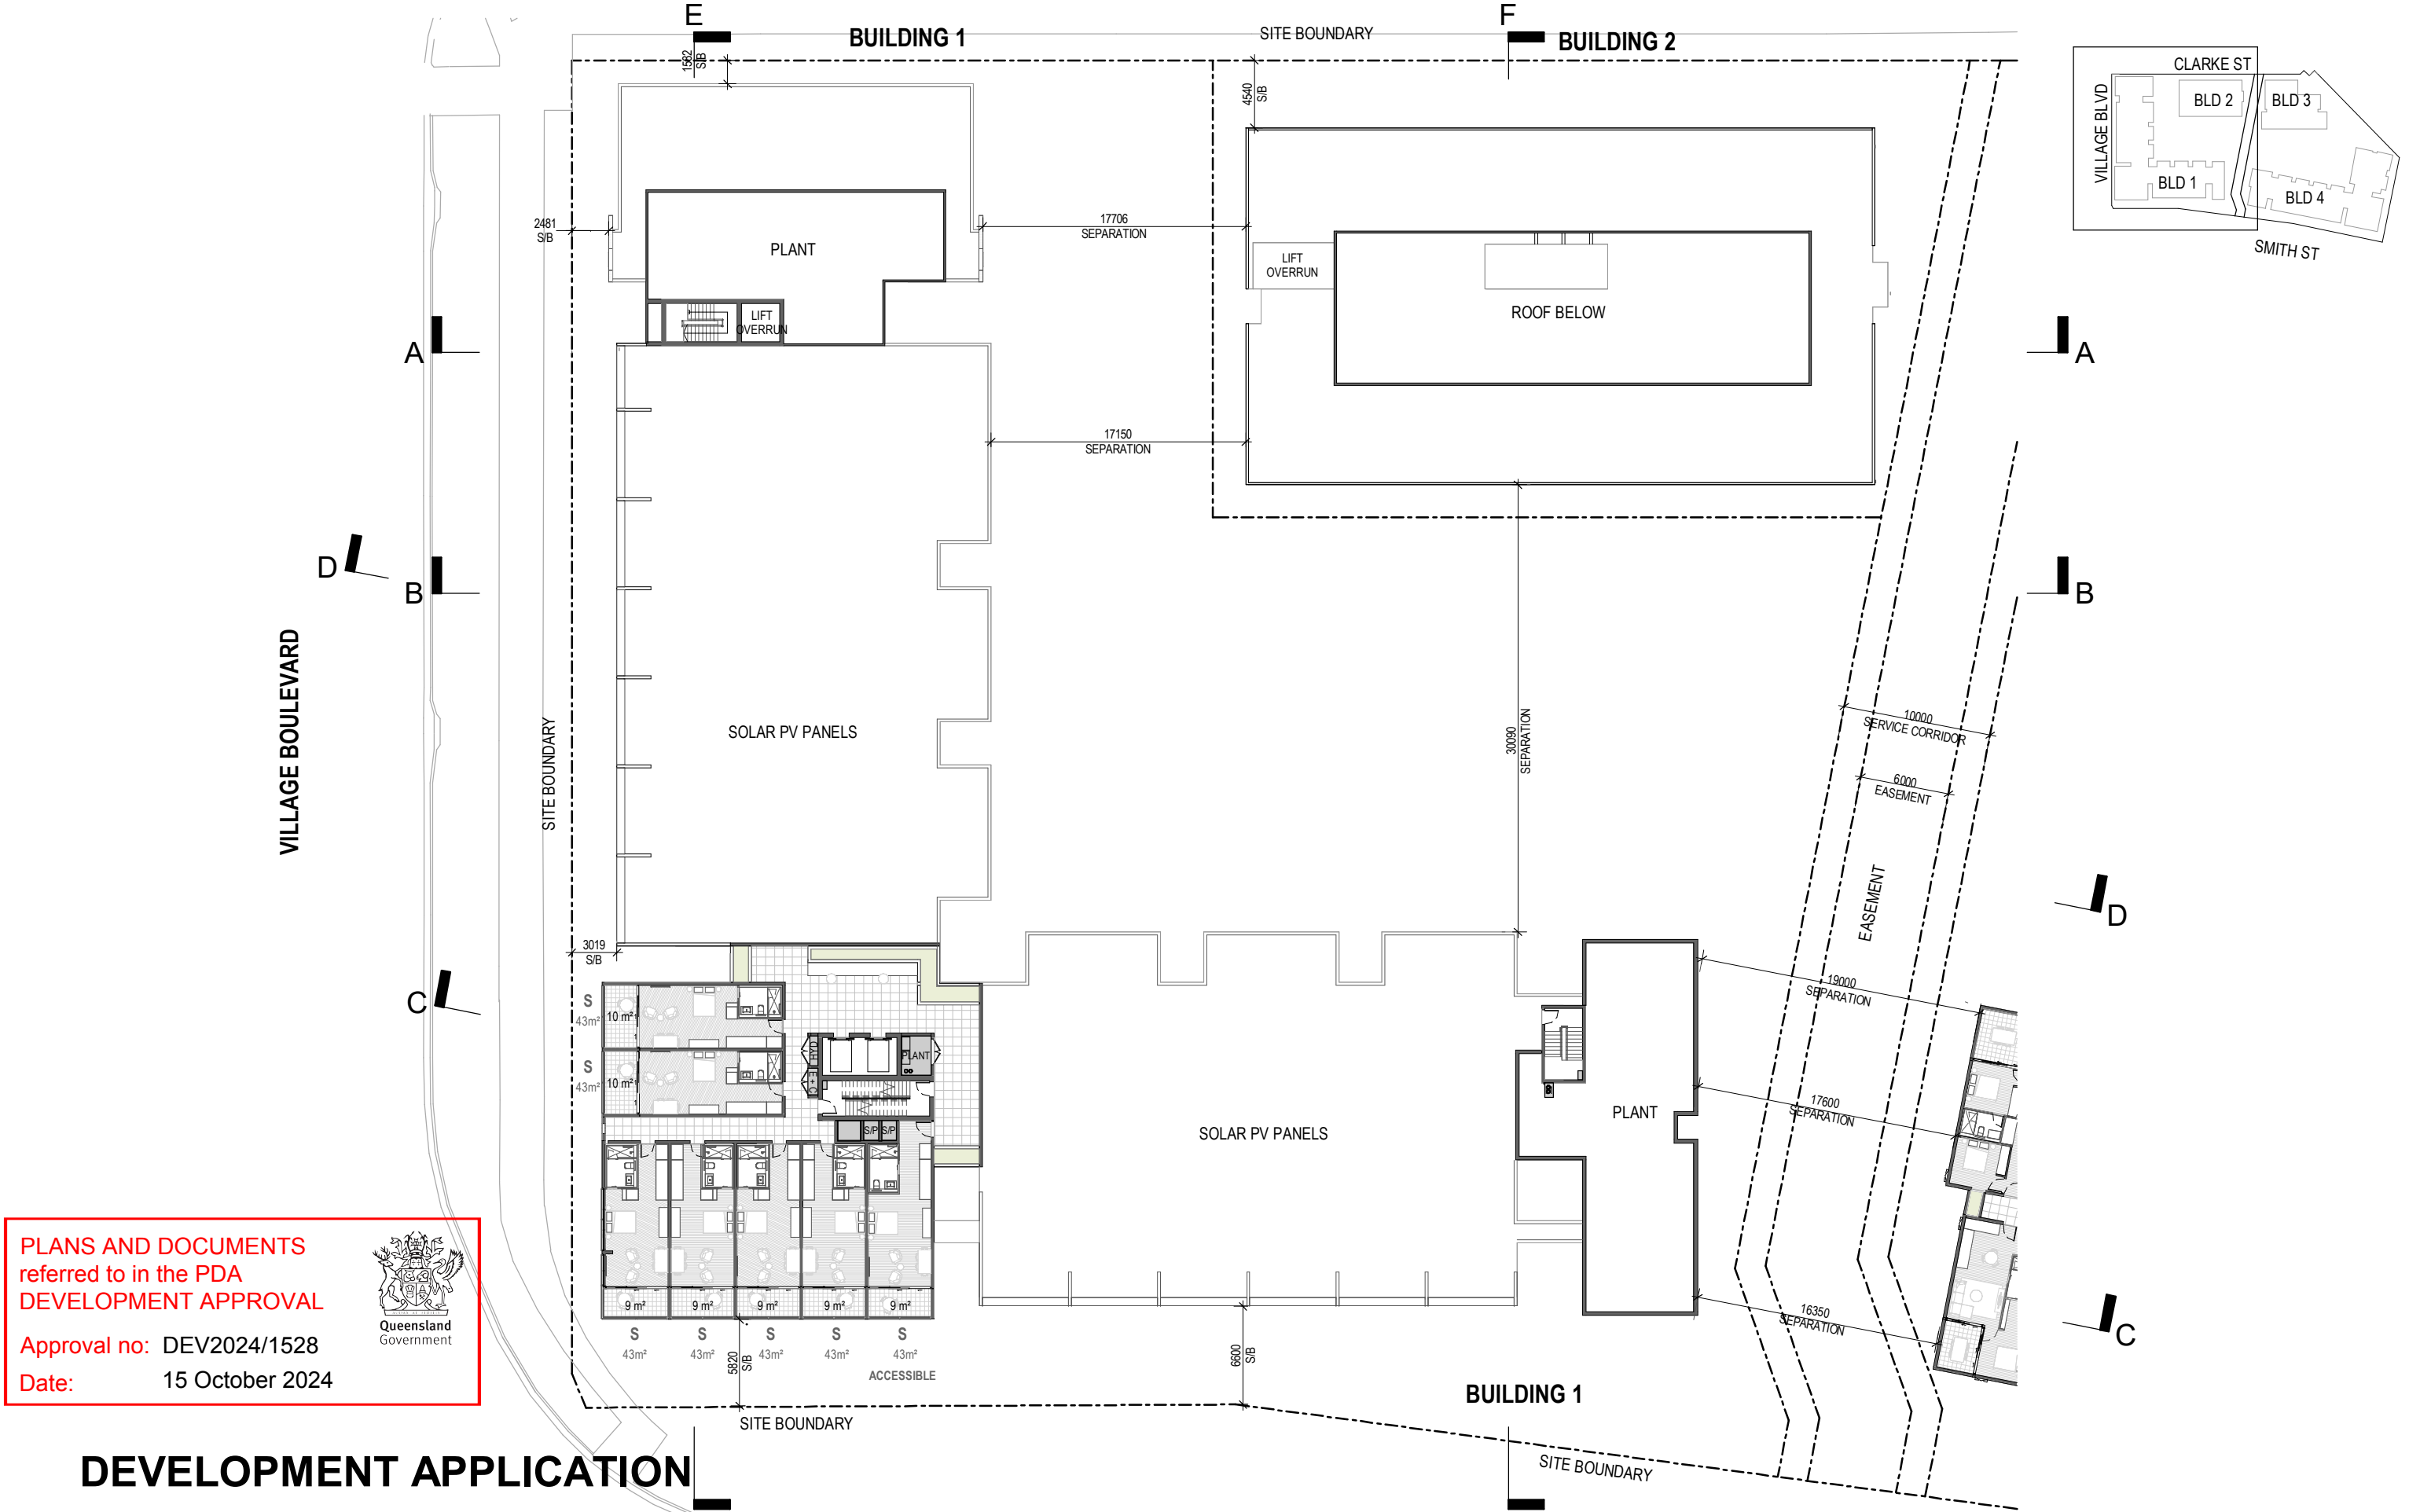 E
F
BUILDING 1
SITE BOUNDARY
BUILDING 2
1582
S/B
4540
S/B
CLARKE ST
VILLAGE BLVD
BLD 2
BLD 3
BLD 1
BLD 4
SMITH ST
2481
S/B
PLANT
17706
SEPARATION
LIFT
OVERRUN
ROOF BELOW
LIFT
OVERRUN
A
A
17150
SEPARATION
D
B
B
VILLAGE BOULEVARD
SITE BOUNDARY
SOLAR PV PANELS
30090
SEPARATION
10000
SERVICE CORRIDOR
6000
EASEMENT
EASEMENT
D
3019
S/B
C
S
43m²
10 m²
S
43m²
10 m²
HYD
E + C
PLANT
S/P
S/P
SOLAR PV PANELS
PLANT
19000
SEPARATION
17600
SEPARATION
16350
SEPARATION
C
9 m²
9 m²
9 m²
9 m²
9 m²
S
S
S
S
S
43m²
43m²
43m²
43m²
43m²
ACCESSIBLE
5820
S/B
6600
S/B
BUILDING 1
SITE BOUNDARY
SITE BOUNDARY
PLANS AND DOCUMENTS
referred to in the PDA
DEVELOPMENT APPROVAL
Queensland
Government
Approval no: DEV2024/1528
Date: 15 October 2024
DEVELOPMENT APPLICATION